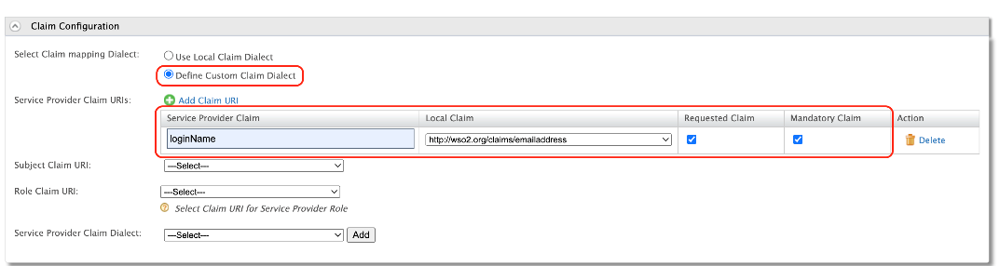 Claim Configuration
Select Claim mapping Dialect:
Use Local Claim Dialect
Define Custom Claim Dialect
Service Provider Claim URIs:
Add Claim URI
Service Provider Claim Local Claim Requested Claim Mandatory Claim Action
loginName http://wso2.org/claims/emailaddress Delete
Subject Claim URI: ---Select---
Role Claim URI: ---Select---
Select Claim URI for Service Provider Role
Service Provider Claim Dialect: ---Select--- Add